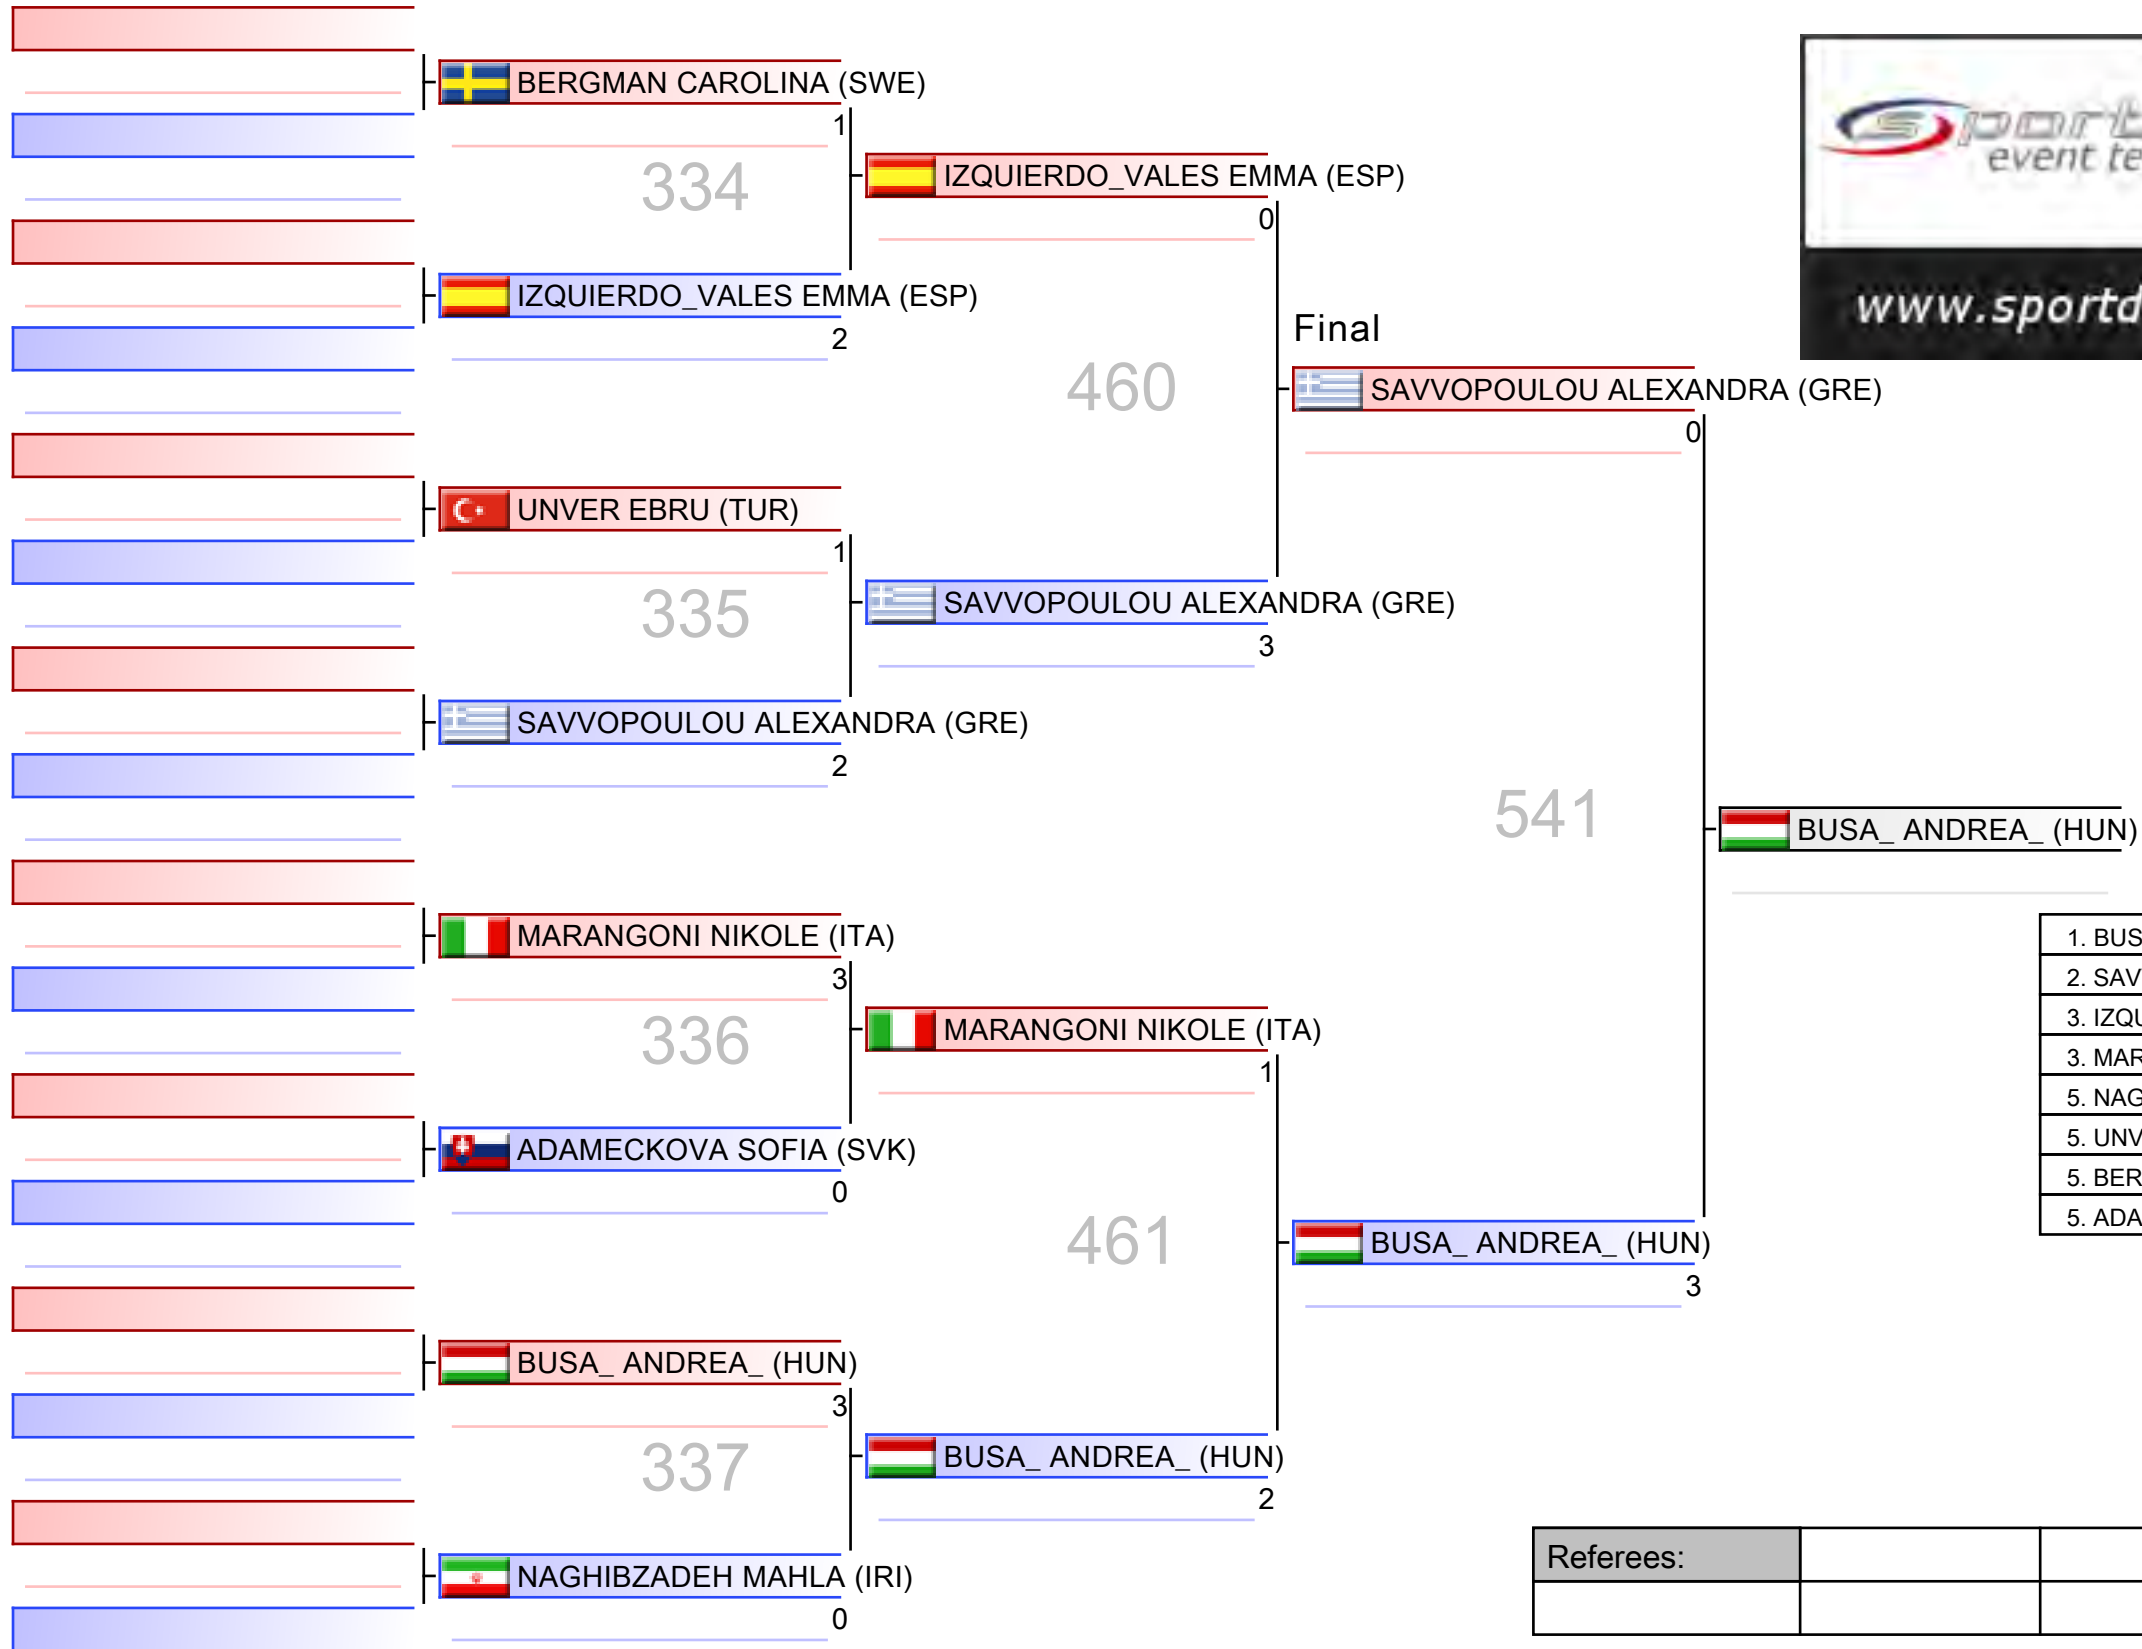 BERGMAN CAROLINA (SWE)
1
334
IZQUIERDO_VALES EMMA (ESP)
2
UNVER EBRU (TUR)
1
335
SAVVOPOULOU ALEXANDRA (GRE)
2
MARANGONI NIKOLE (ITA)
3
336
ADAMECKOVA SOFIA (SVK)
0
BUSA_ ANDREA_ (HUN)
3
337
NAGHIBZADEH MAHLA (IRI)
0
IZQUIERDO_VALES EMMA (ESP)
0
460
SAVVOPOULOU ALEXANDRA (GRE)
3
MARANGONI NIKOLE (ITA)
1
461
BUSA_ ANDREA_ (HUN)
2
Final
SAVVOPOULOU ALEXANDRA (GRE)
0
541
BUSA_ ANDREA_ (HUN)
3
BUSA_ ANDREA_ (HUN)
sport
event te
www.sportd
1. BUS
2. SAV
3. IZQU
3. MAR
5. NAG
5. UNV
5. BER
5. ADA
Referees: